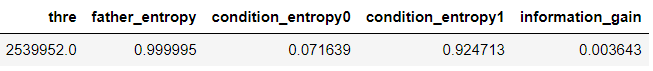 thre father_entropy condition_entropy0 condition_entropy1 information_gain
2539952.0 0.999995 0.071639 0.924713 0.003643